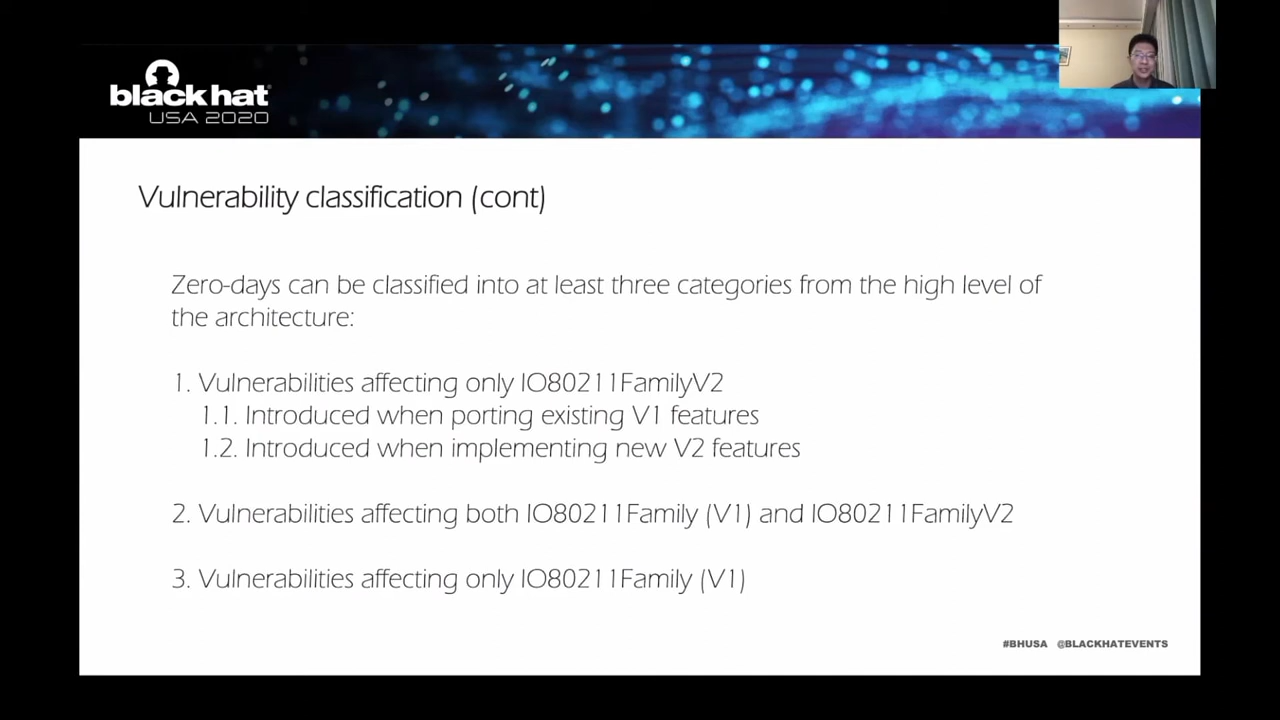 black hat
USA 2020
Vulnerability classification (cont)
Zero-days can be classified into at least three categories from the high level of
the architecture:
1. Vulnerabilities affecting only IO80211FamilyV2
1.1. Introduced when porting existing V1 features
1.2. Introduced when implementing new V2 features
2. Vulnerabilities affecting both IO80211Family (V1) and IO80211FamilyV2
3. Vulnerabilities affecting only IO80211Family (V1)
#BHUSA @BLACKHATEVENTS